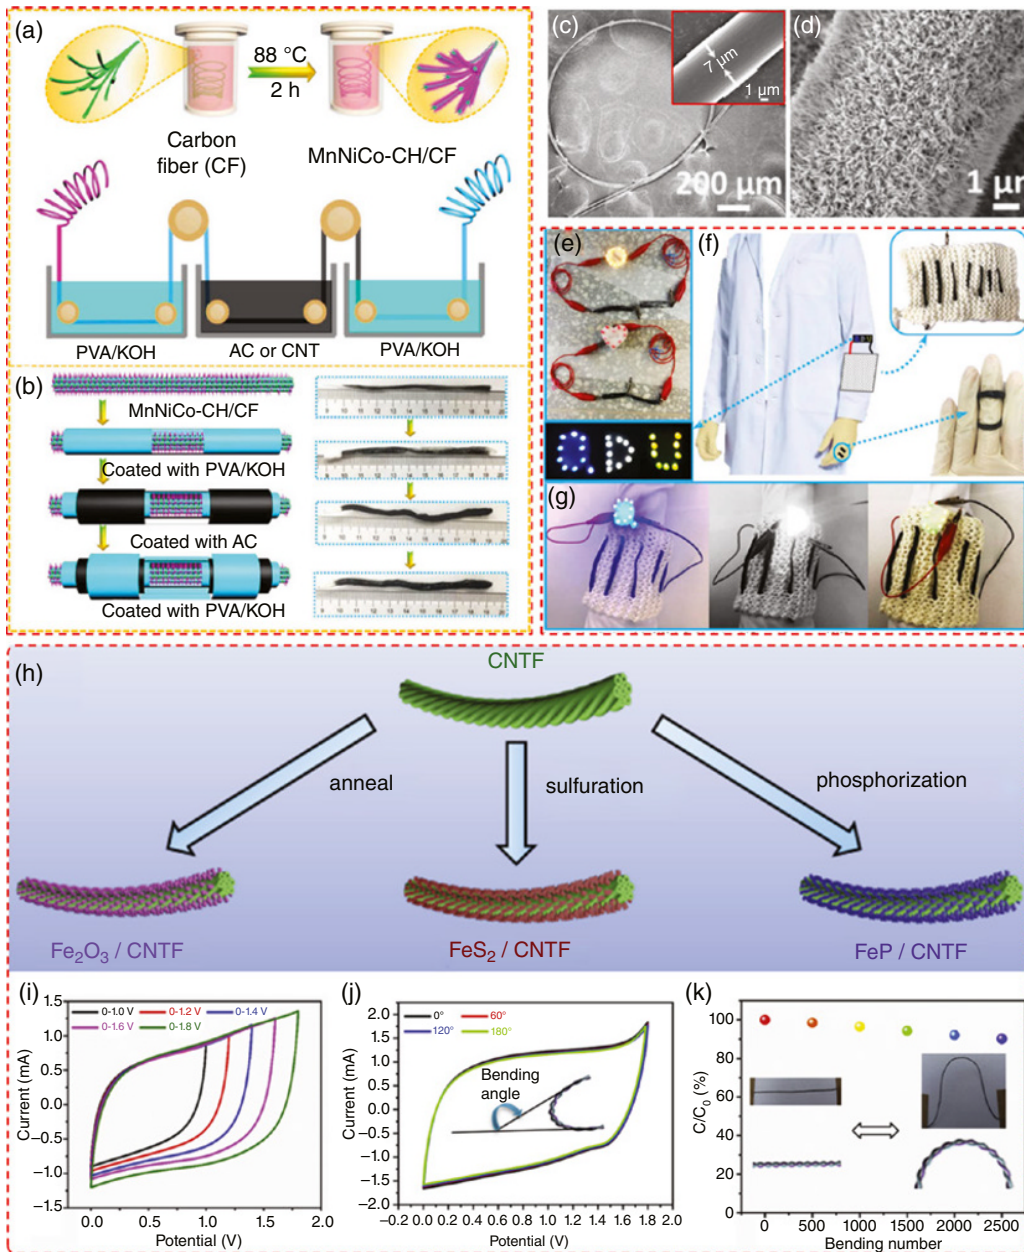 (a)
88 °C
2 h
Carbon
fiber (CF)
MnNiCo-CH/CF
PVA/KOH
AC or CNT
PVA/KOH
(b)
MnNiCo-CH/CF
Coated with PVA/KOH
Coated with AC
Coated with PVA/KOH
(c)
7 μm
1 μm
200 μm
(d)
1 μm
(e)
(f)
(g)
(h)
CNTF
anneal
sulfuration
phosphorization
Fe₂O₃ / CNTF
FeS₂ / CNTF
FeP / CNTF
(i)
0-1.0 V
0-1.2 V
0-1.4 V
0-1.6 V
0-1.8 V
Current (mA)
1.5
1.0
0.5
0.0
−0.5
−1.0
−1.5
0.0
0.5
1.0
1.5
2.0
Potential (V)
(j)
0°
60°
120°
180°
Bending
angle
Current (mA)
2.0
1.5
1.0
0.5
0.0
−0.5
−1.0
−1.5
−2.0
−0.2
0.0
0.2
0.4
0.6
0.8
1.0
1.2
1.4
1.6
1.8
2.0
Potential (V)
(k)
C/C₀ (%)
100
80
60
40
20
0
0
500
1000
1500
2000
2500
Bending number